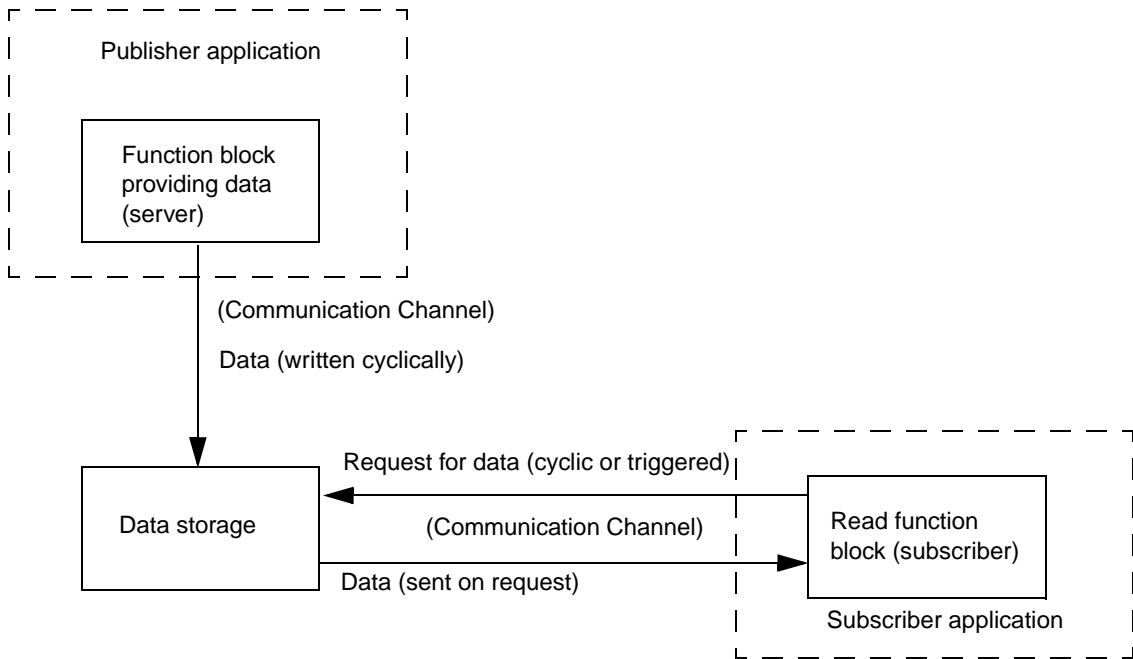 Publisher application
Function block
providing data
(server)
(Communication Channel)
Data (written cyclically)
Request for data (cyclic or triggered)
Data storage
(Communication Channel)
Read function
block (subscriber)
Data (sent on request)
Subscriber application